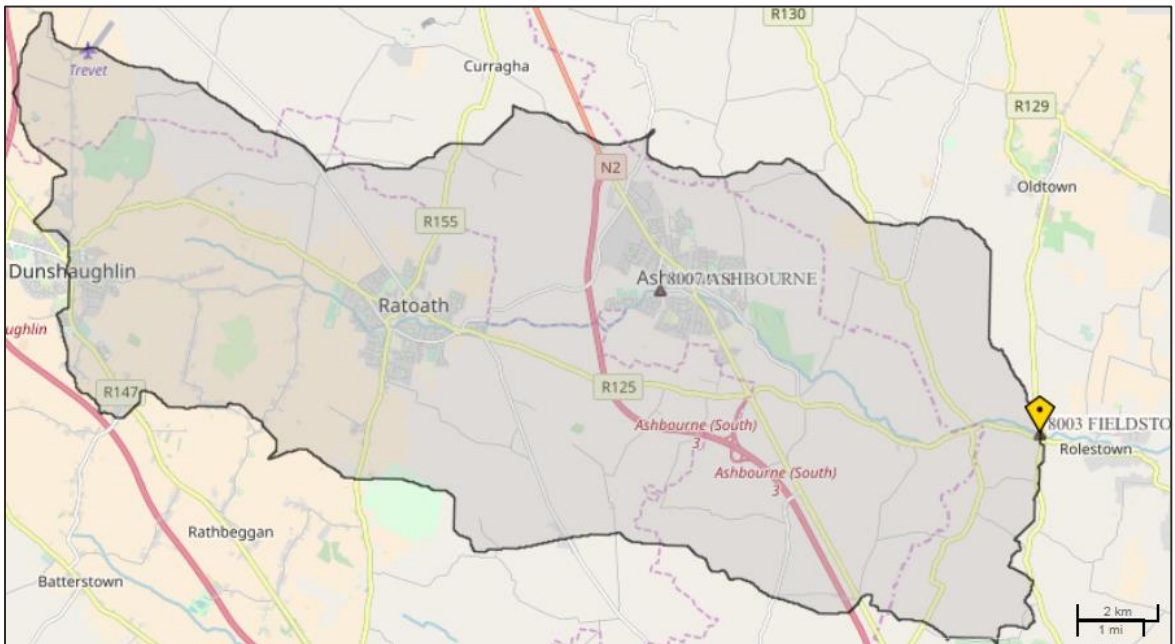 R130
Trevet
Curragha
R129
N2
Oldtown
R155
Dunshaughlin
8007 ASHBOURNE
Ratoath
ughlin
R147
R125
Ashbourne (South)
3
8003 FIELDSTO
Rolestown
Ashbourne (South)
3
Rathbeggan
Batterstown
2 km
1 mi